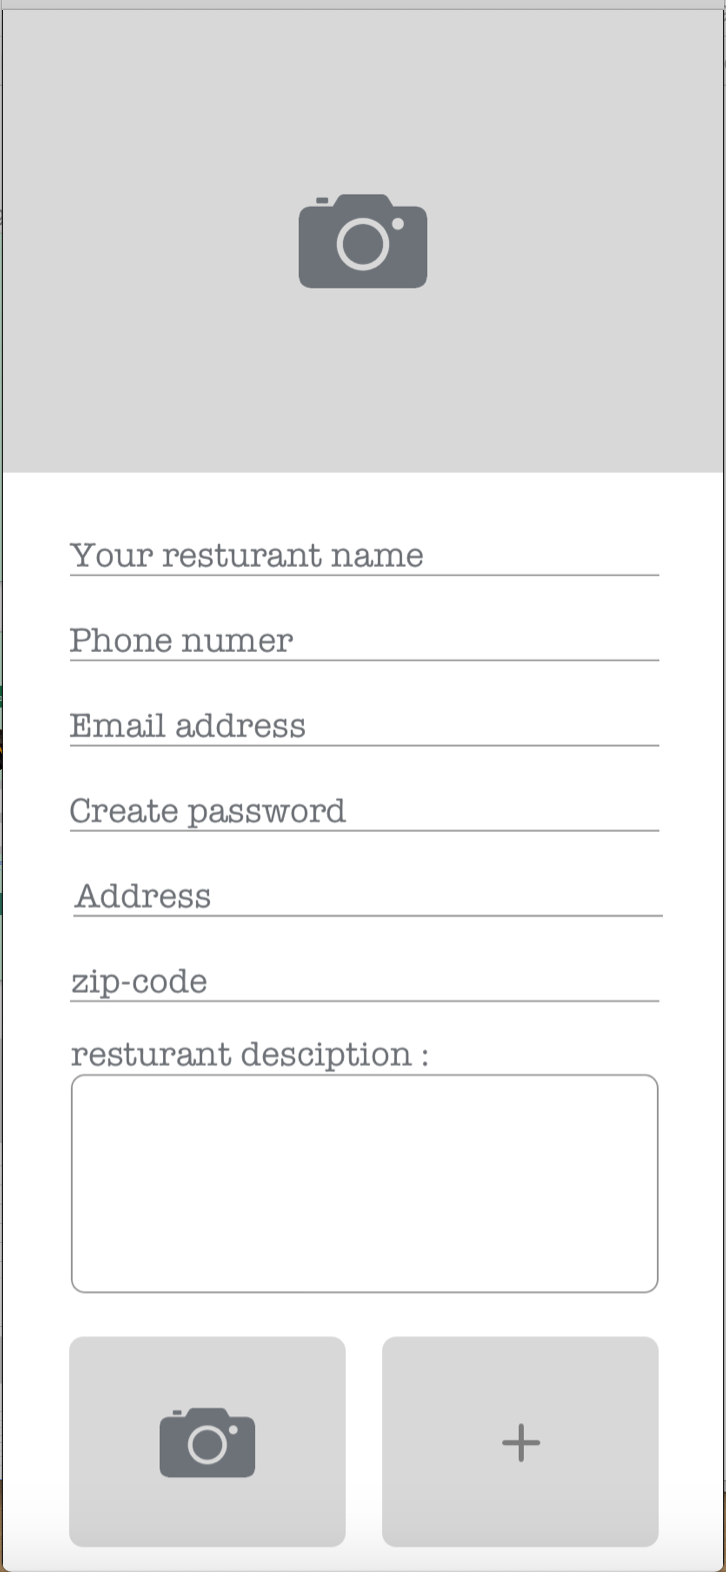 Your resturant name
Phone numer
Email address
Create password
Address
zip-code
resturant desciption :